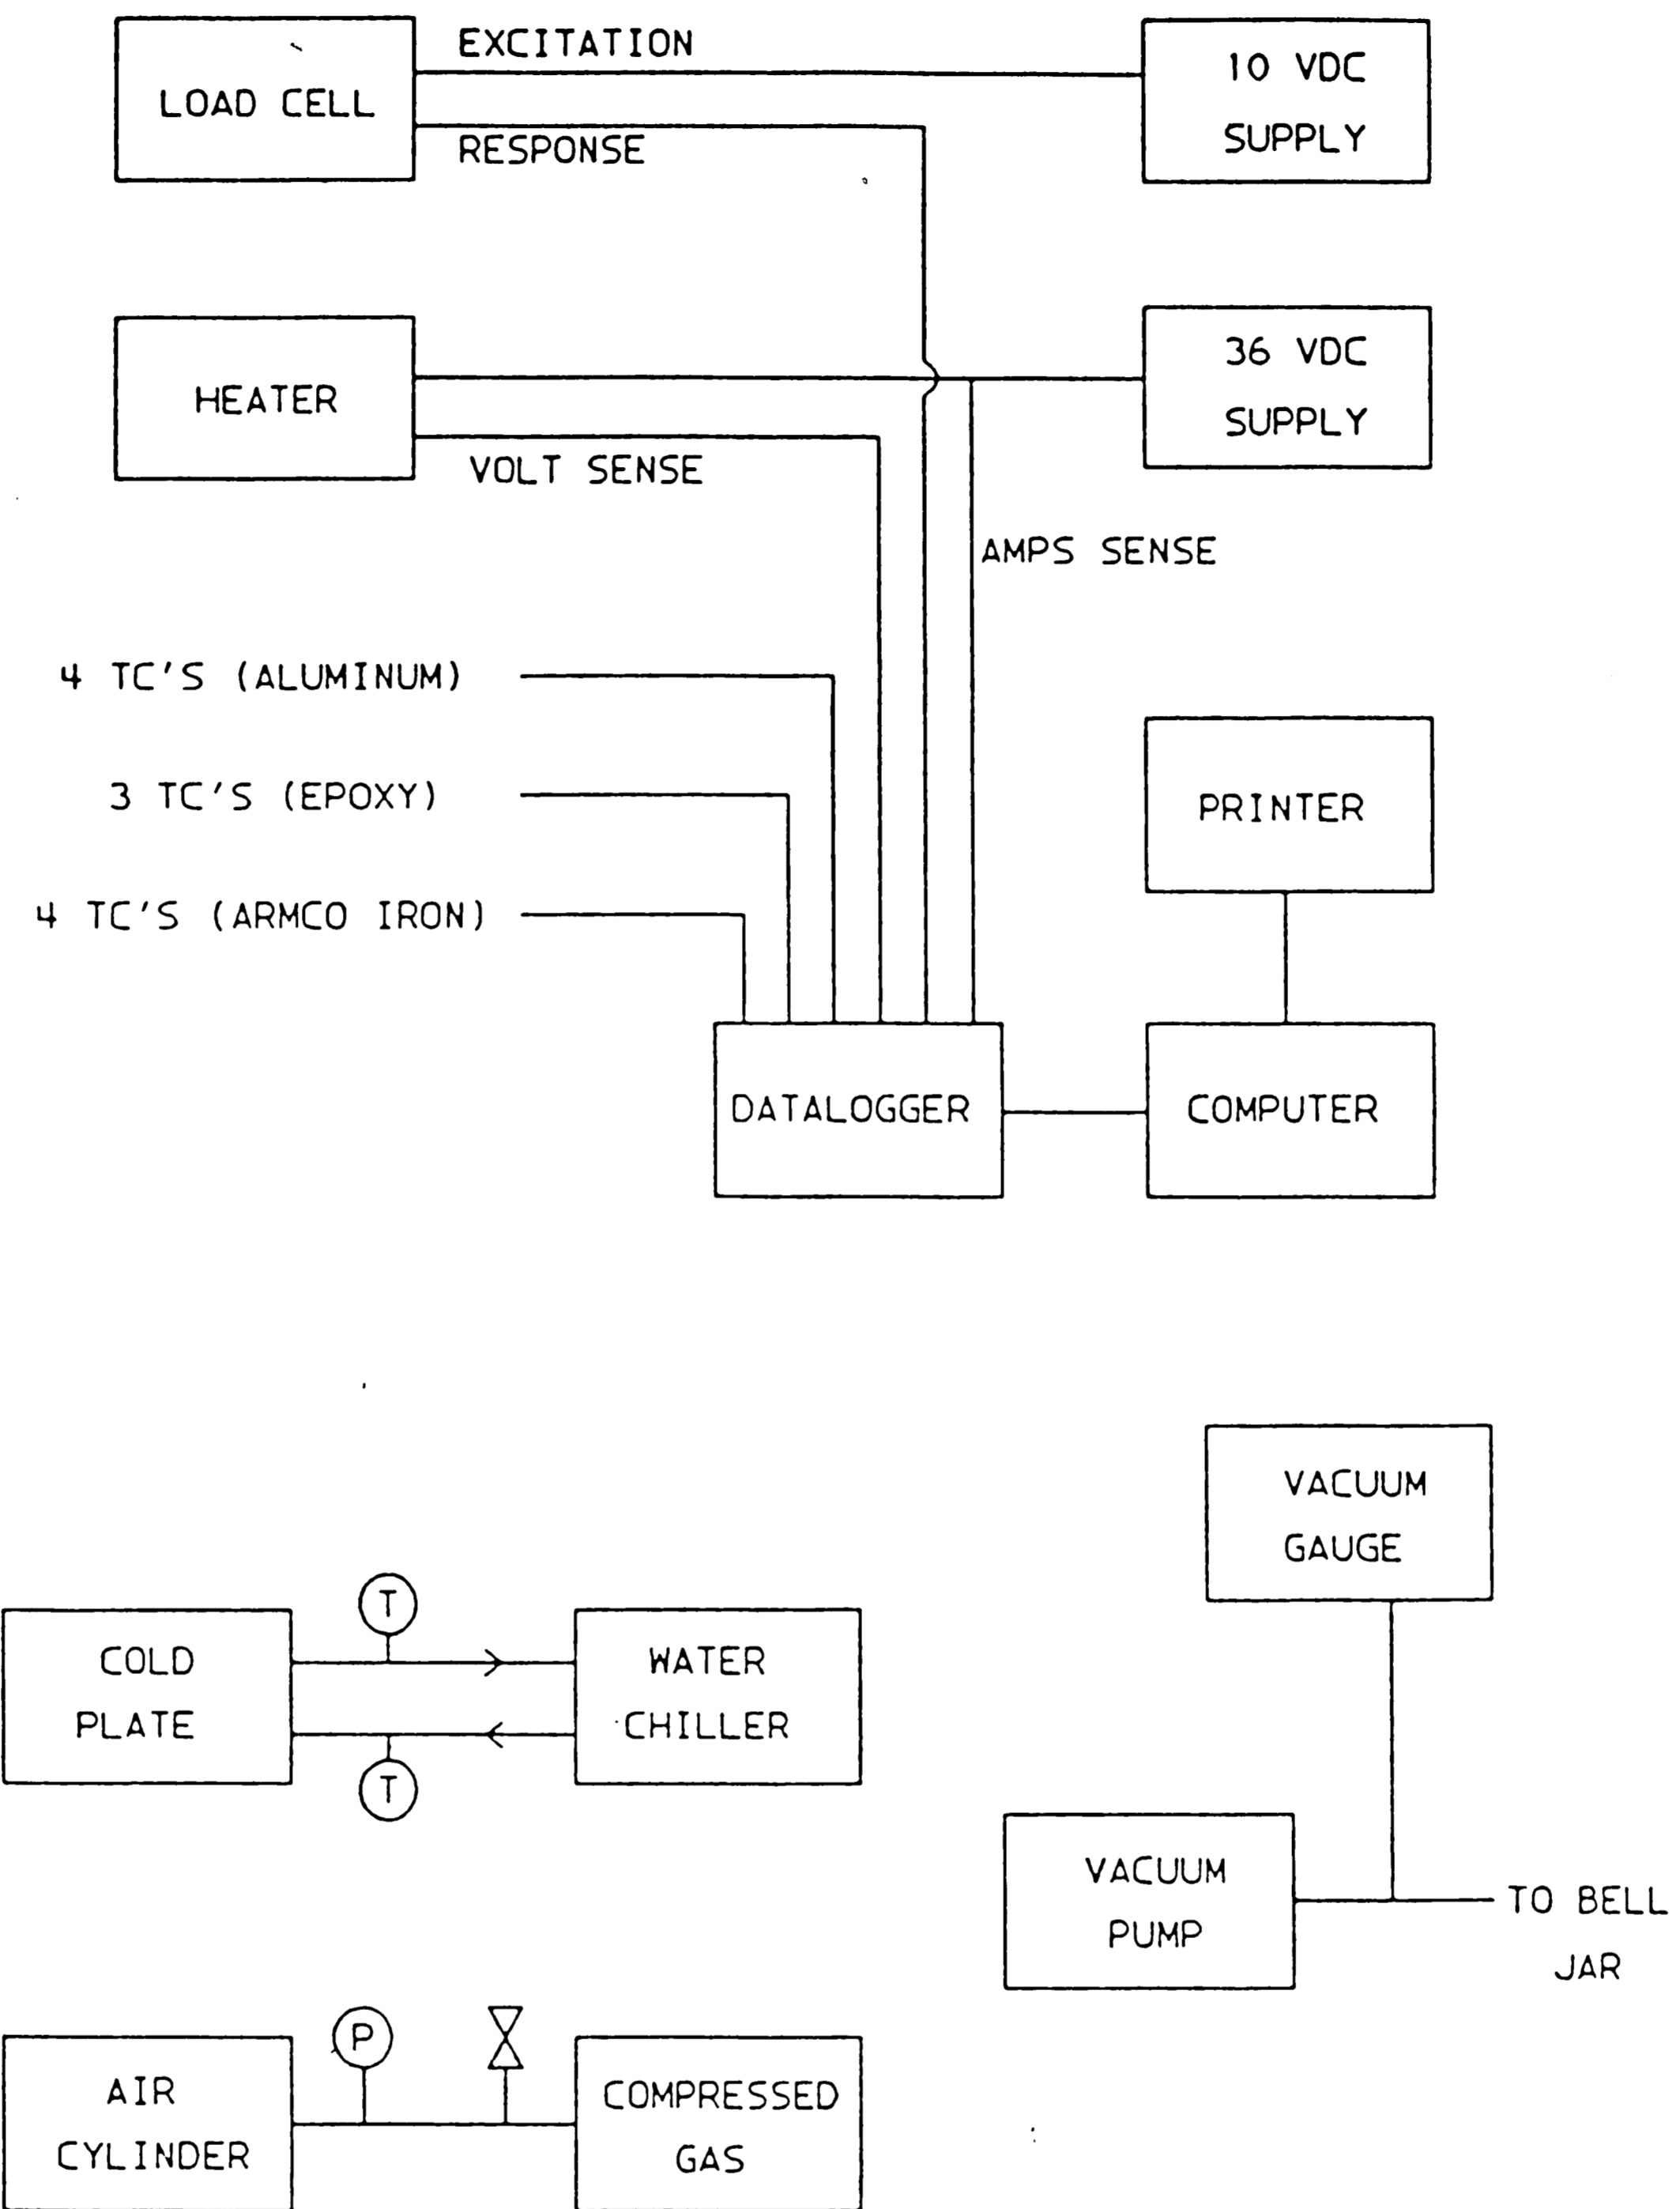 EXCITATION
LOAD CELL
RESPONSE
10 VDC
SUPPLY
HEATER
VOLT SENSE
36 VDC
SUPPLY
AMPS SENSE
4 TC'S (ALUMINUM)
3 TC'S (EPOXY)
4 TC'S (ARMCO IRON)
PRINTER
DATALOGGER
COMPUTER
VACUUM
GAUGE
COLD
PLATE
T
T
WATER
CHILLER
VACUUM
PUMP
TO BELL
JAR
AIR
CYLINDER
P
COMPRESSED
GAS